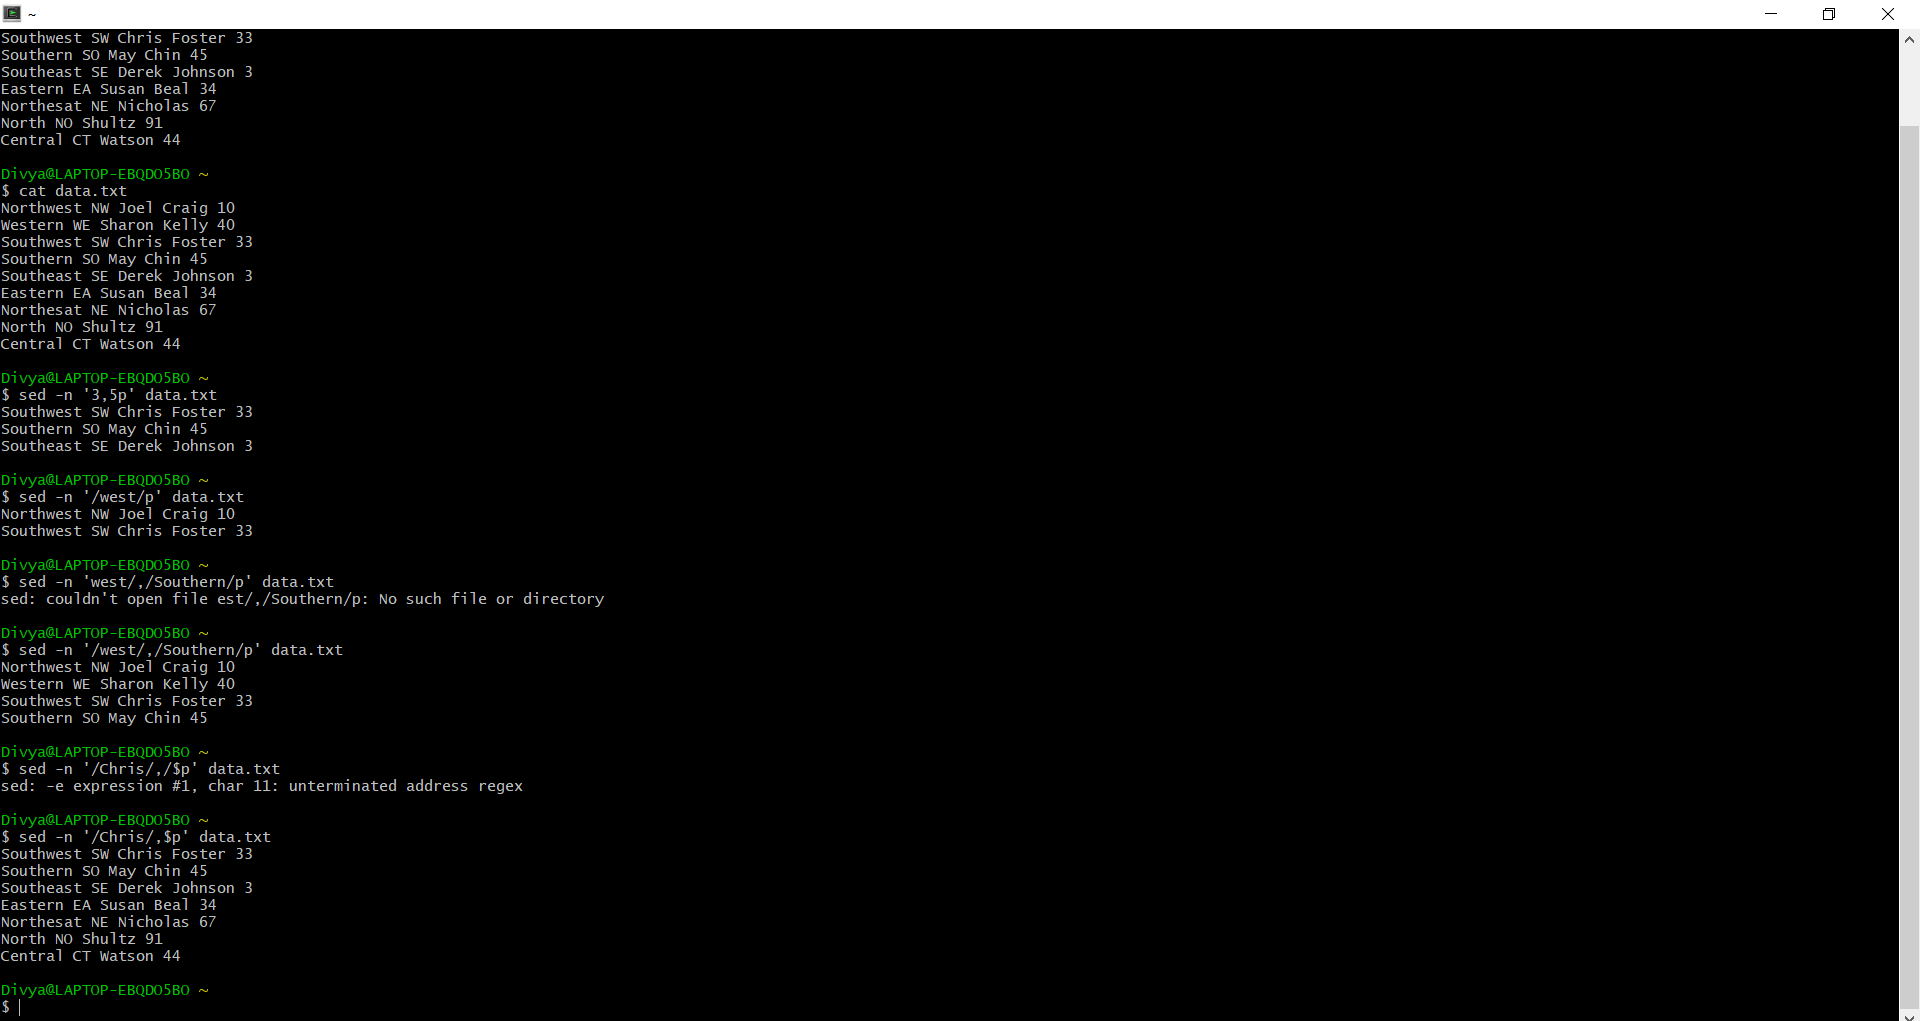 ~
Southwest SW Chris Foster 33
Southern SO May Chin 45
Southeast SE Derek Johnson 3
Eastern EA Susan Beal 34
Northesat NE Nicholas 67
North NO Shultz 91
Central CT Watson 44
Divya@LAPTOP-EBQDO5BO ~
$ cat data.txt
Northwest NW Joel Craig 10
Western WE Sharon Kelly 40
Southwest SW Chris Foster 33
Southern SO May Chin 45
Southeast SE Derek Johnson 3
Eastern EA Susan Beal 34
Northesat NE Nicholas 67
North NO Shultz 91
Central CT Watson 44
Divya@LAPTOP-EBQDO5BO ~
$ sed -n '3,5p' data.txt
Southwest SW Chris Foster 33
Southern SO May Chin 45
Southeast SE Derek Johnson 3
Divya@LAPTOP-EBQDO5BO ~
$ sed -n '/west/p' data.txt
Northwest NW Joel Craig 10
Southwest SW Chris Foster 33
Divya@LAPTOP-EBQDO5BO ~
$ sed -n 'west/,/Southern/p' data.txt
sed: couldn't open file est/,/Southern/p: No such file or directory
Divya@LAPTOP-EBQDO5BO ~
$ sed -n '/west/,/Southern/p' data.txt
Northwest NW Joel Craig 10
Western WE Sharon Kelly 40
Southwest SW Chris Foster 33
Southern SO May Chin 45
Divya@LAPTOP-EBQDO5BO ~
$ sed -n '/Chris/,/$p' data.txt
sed: -e expression #1, char 11: unterminated address regex
Divya@LAPTOP-EBQDO5BO ~
$ sed -n '/Chris/,$p' data.txt
Southwest SW Chris Foster 33
Southern SO May Chin 45
Southeast SE Derek Johnson 3
Eastern EA Susan Beal 34
Northesat NE Nicholas 67
North NO Shultz 91
Central CT Watson 44
Divya@LAPTOP-EBQDO5BO ~
$